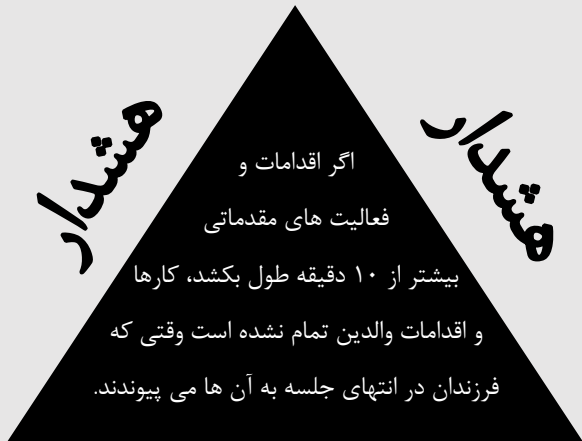 هشدار
هشدار
اگر اقدامات و
فعالیت های مقدماتی
بیشتر از ۱۰ دقیقه طول بکشد، کارها
و اقدامات والدین تمام نشده است وقتی که
فرزندان در انتهای جلسه به آن ها می پیوندند.